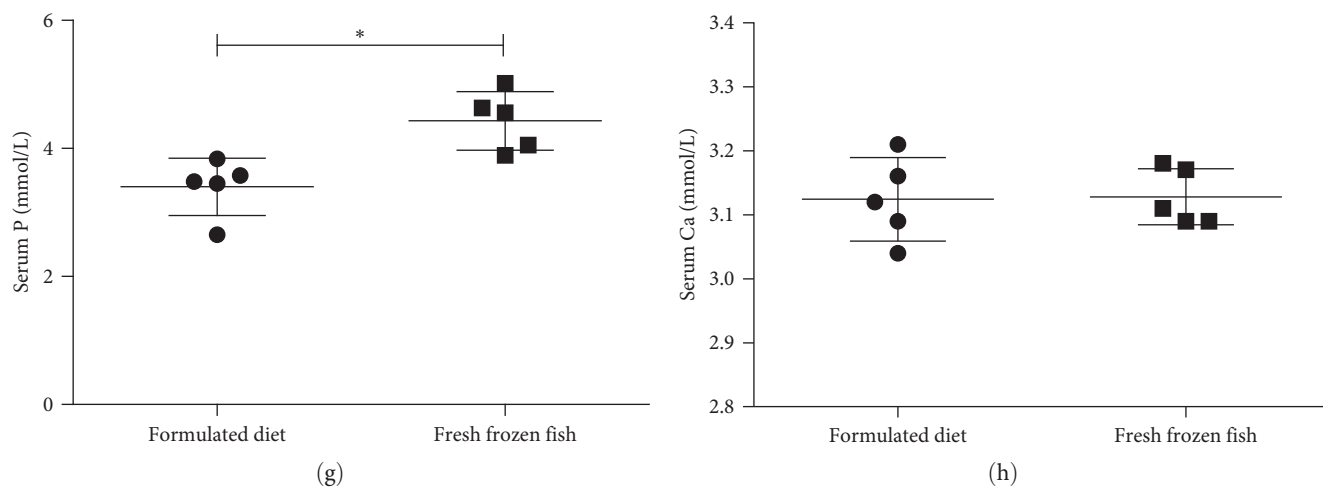 Serum P (mmol/L)
6
4
2
0
*
Formulated diet
Fresh frozen fish
(g)
Serum Ca (mmol/L)
3.4
3.3
3.2
3.1
3.0
2.9
2.8
Formulated diet
Fresh frozen fish
(h)